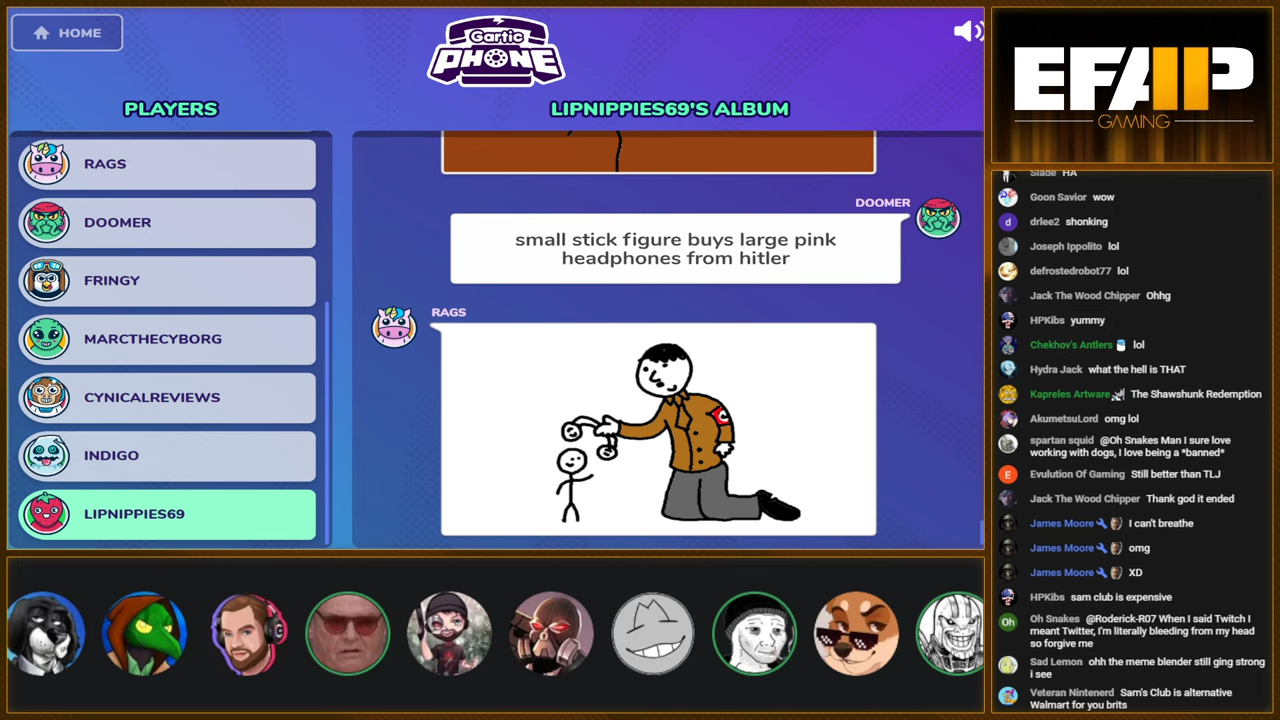 HOME
Gartic
PHONE
PLAYERS
LIPNIPPIES69'S ALBUM
RAGS
DOOMER
FRINGY
MARCTHECYBORG
CYNICALREVIEWS
INDIGO
LIPNIPPIES69
DOOMER
small stick figure buys large pink
headphones from hitler
RAGS
EFAP
GAMING
Slade HA
Goon Savior wow
drlee2 shonking
Joseph Ippolito lol
defrostedrobot77 lol
Jack The Wood Chipper Ohhg
HPKibs yummy
Chekhov's Antlers lol
Hydra Jack what the hell is THAT
Kapreles Artware The Shawshunk Redemption
AkumetsuLord omg lol
spartan squid @Oh Snakes Man I sure love
working with dogs, I love being a *banned*
Evulution Of Gaming Still better than TLJ
Jack The Wood Chipper Thank god it ended
James Moore I can't breathe
James Moore omg
James Moore XD
HPKibs sam club is expensive
Oh Oh Snakes @Roderick-R07 When I said Twitch I
meant Twitter, I'm literally bleeding from my head
so forgive me
Sad Lemon ohh the meme blender still ging strong
i see
Veteran Nintenerd Sam's Club is alternative
Walmart for you brits